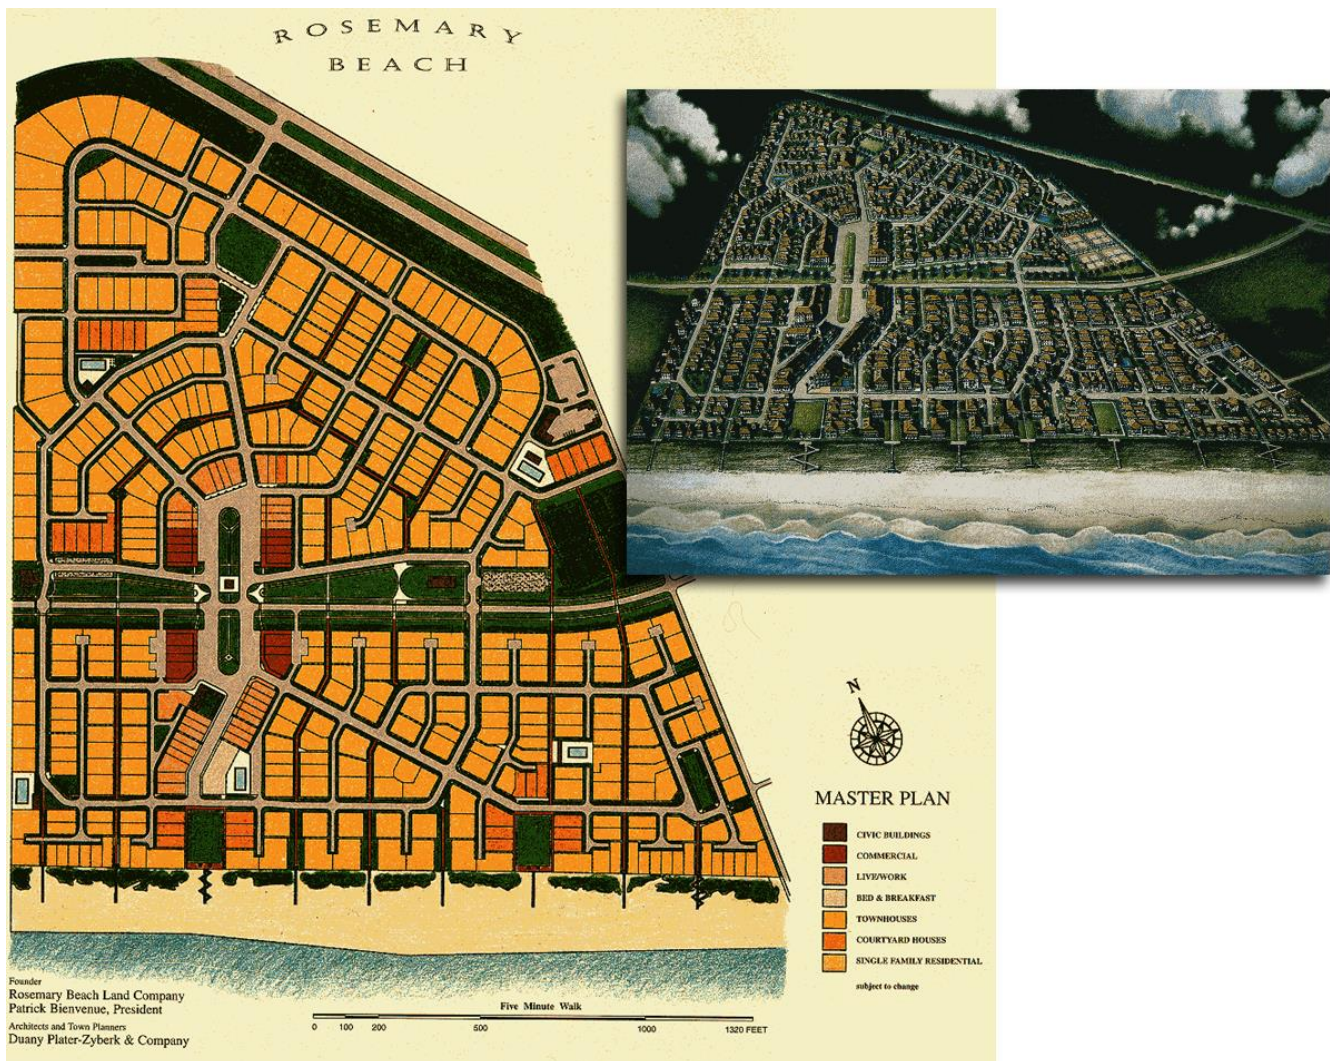 ROSEMARY
BEACH
N
MASTER PLAN
CIVIC BUILDINGS
COMMERCIAL
LIVE/WORK
BED & BREAKFAST
TOWNHOUSES
COURTYARD HOUSES
SINGLE FAMILY RESIDENTIAL
subject to change
Founder
Rosemary Beach Land Company
Patrick Bienvenue, President
Architects and Town Planners
Duany Plater-Zyberk & Company
Five Minute Walk
0 100 200 500 1000 1320 FEET